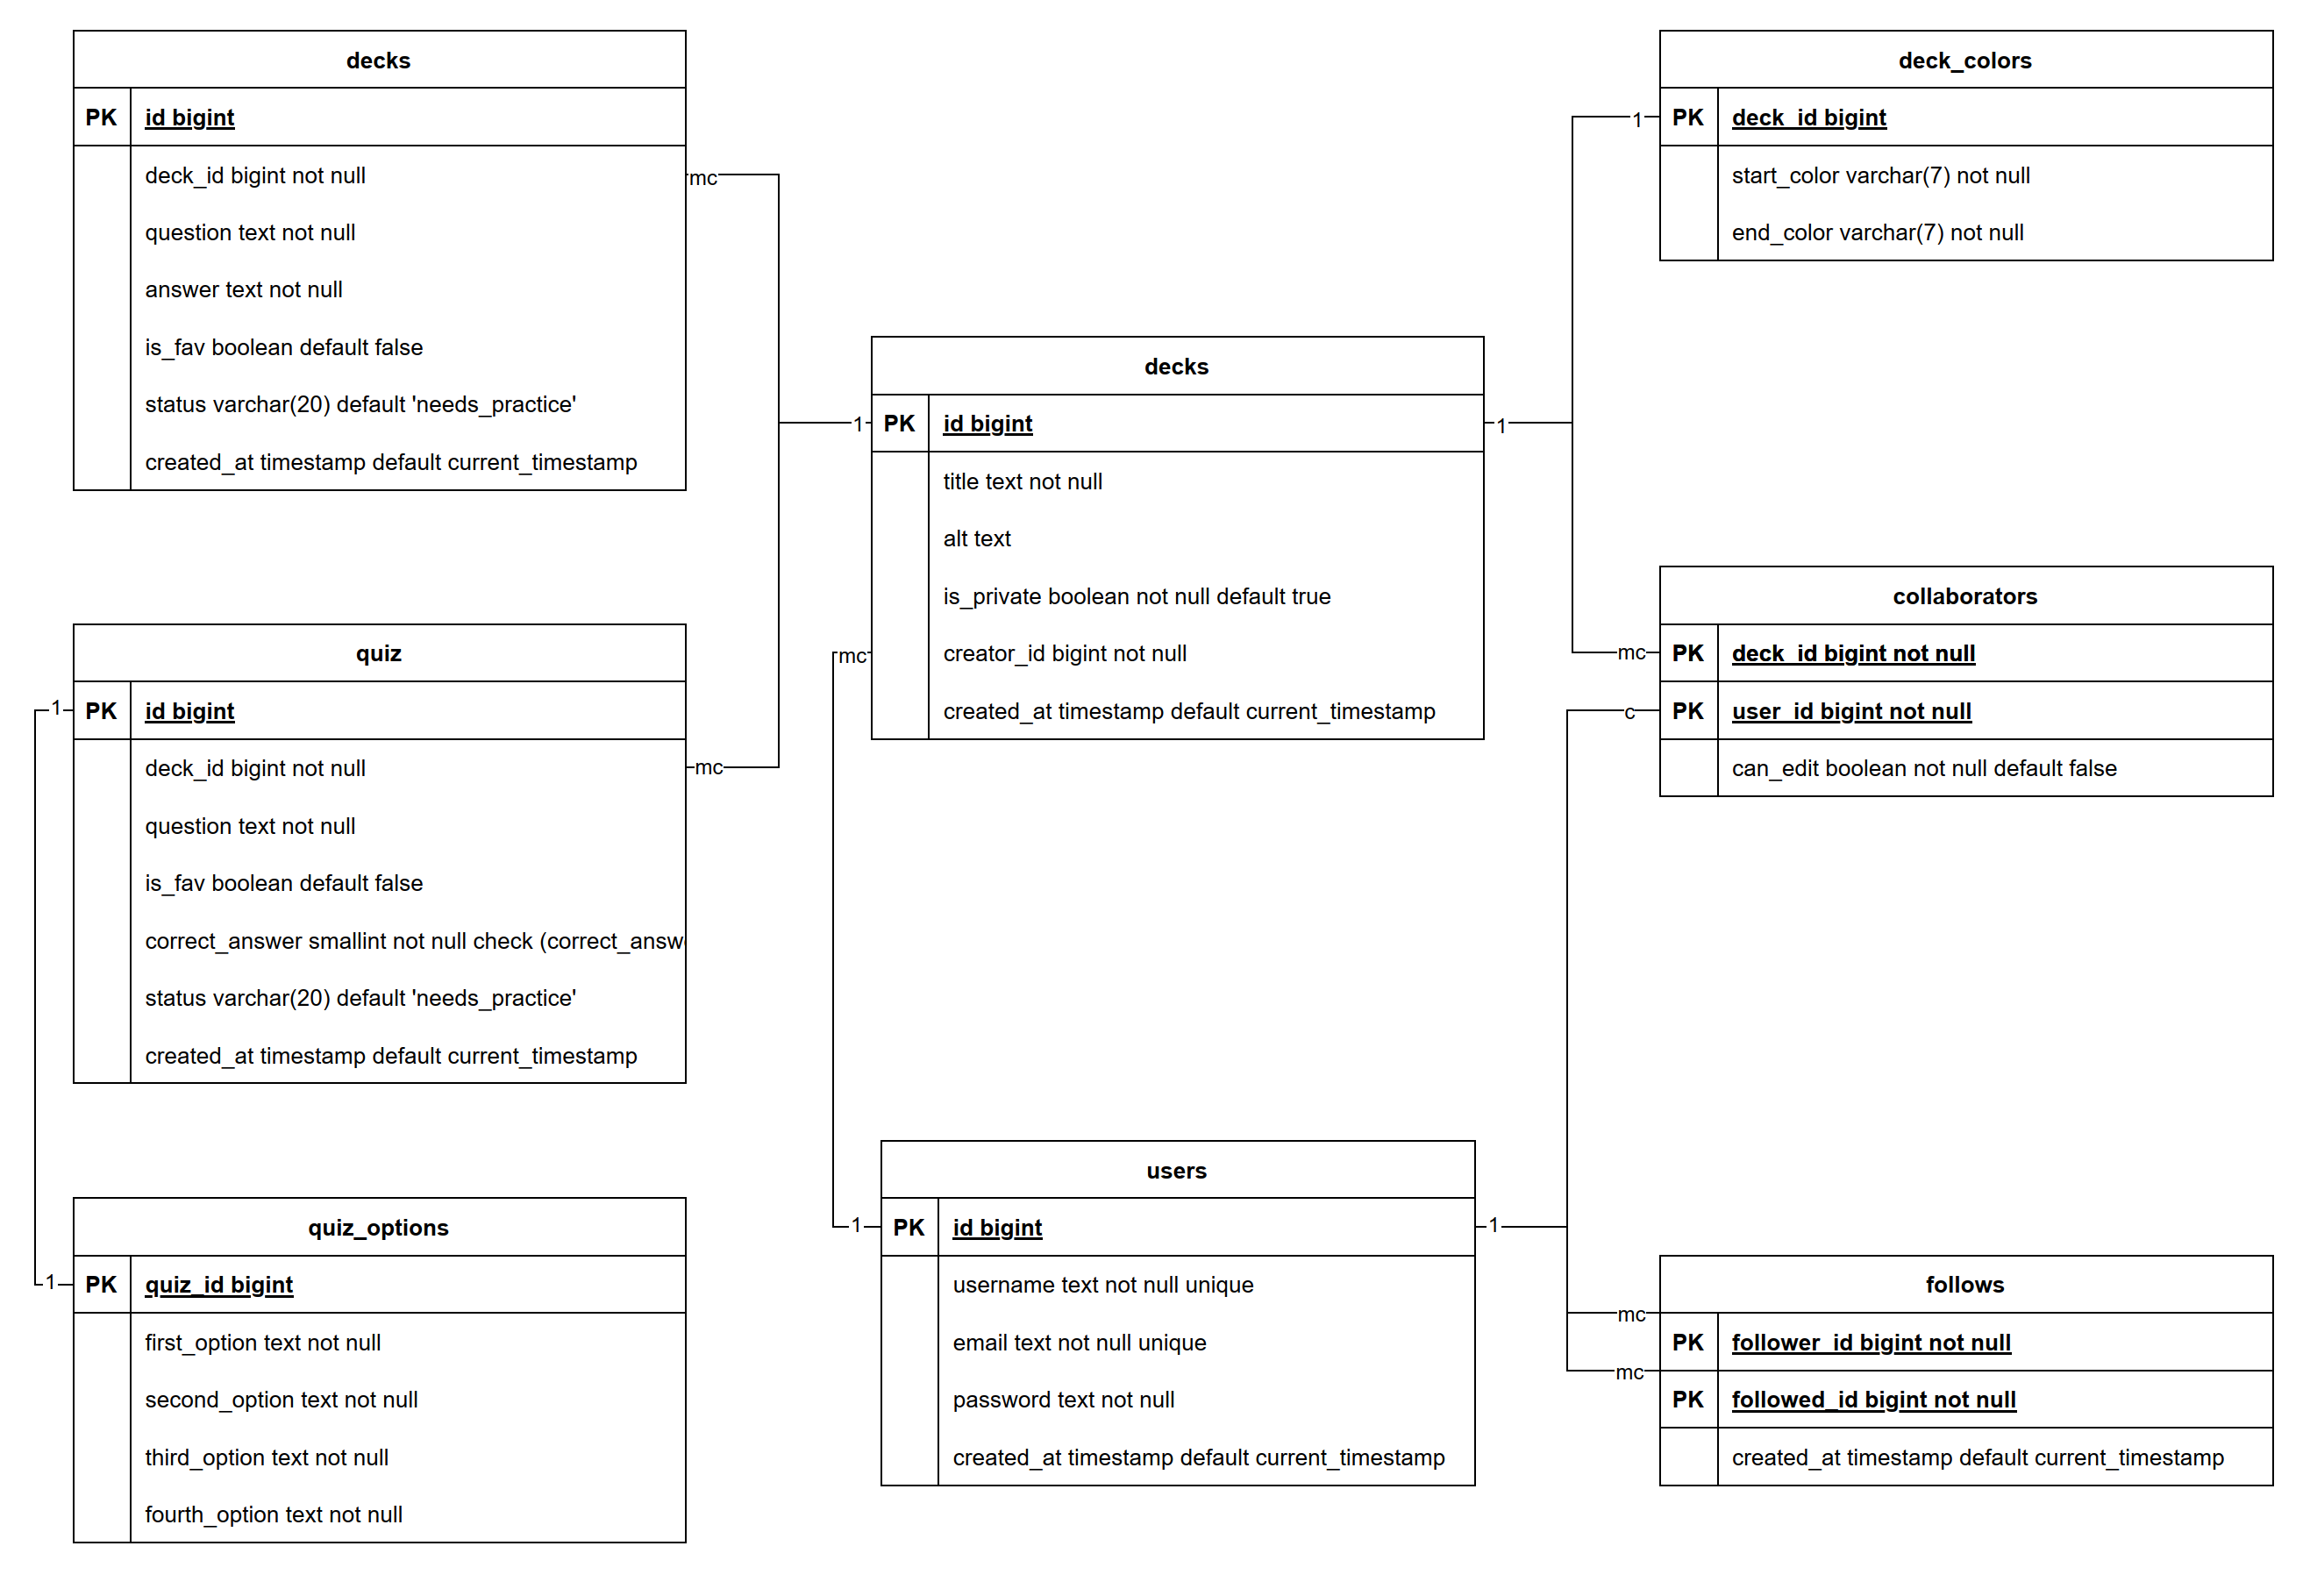 decks
PK id bigint
deck_id bigint not null
question text not null
answer text not null
is_fav boolean default false
status varchar(20) default 'needs_practice'
created_at timestamp default current_timestamp
mc
quiz
1 PK id bigint
deck_id bigint not null
mc
question text not null
is_fav boolean default false
correct_answer smallint not null check (correct_answ
status varchar(20) default 'needs_practice'
created_at timestamp default current_timestamp
quiz_options
1 PK quiz_id bigint
first_option text not null
second_option text not null
third_option text not null
fourth_option text not null
decks
1 PK id bigint 1
title text not null
alt text
is_private boolean not null default true
mc creator_id bigint not null
created_at timestamp default current_timestamp
users
1 PK id bigint 1
username text not null unique
email text not null unique
password text not null
created_at timestamp default current_timestamp
deck_colors
1 PK deck_id bigint
start_color varchar(7) not null
end_color varchar(7) not null
collaborators
mc PK deck_id bigint not null
c PK user_id bigint not null
can_edit boolean not null default false
follows
mc
PK follower_id bigint not null
mc
PK followed_id bigint not null
created_at timestamp default current_timestamp